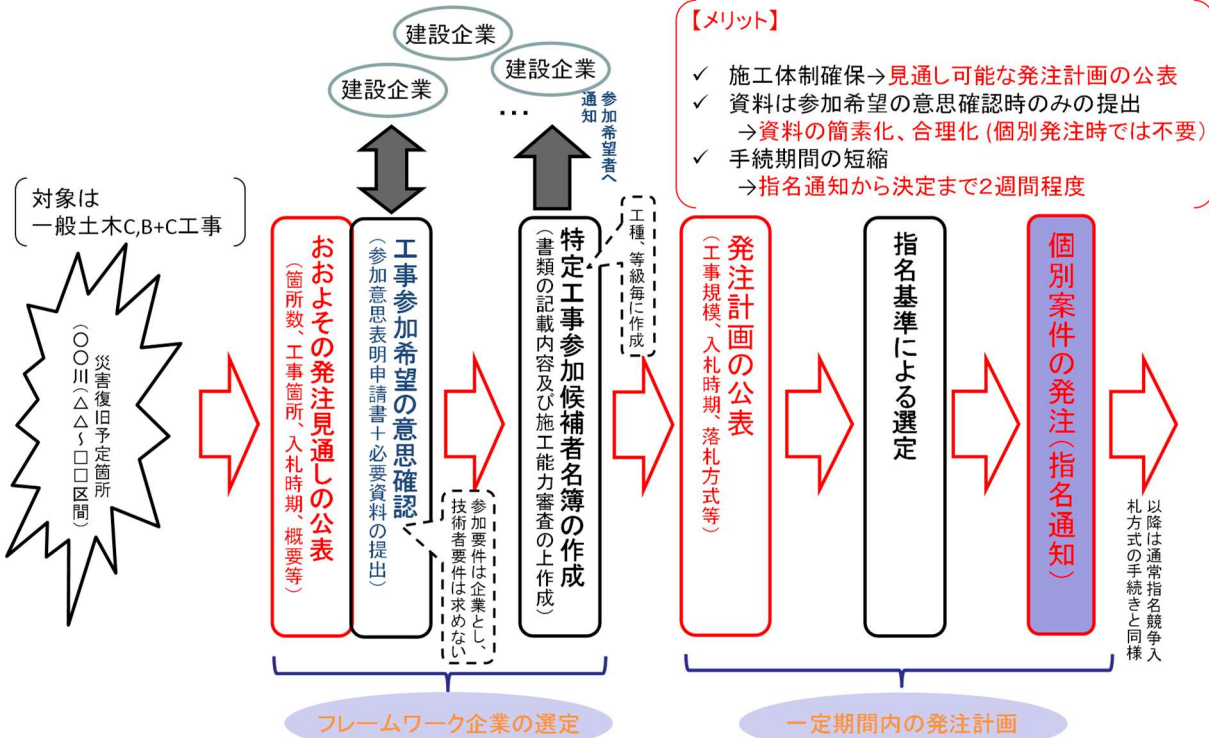 建設企業
建設企業
建設企業
…
参加希望者へ
通知
【メリット】
✓ 施工体制確保→見通し可能な発注計画の公表
✓ 資料は参加希望の意思確認時のみの提出
→資料の簡素化、合理化(個別発注時では不要)
✓ 手続期間の短縮
→指名通知から決定まで2週間程度
対象は
一般土木C,B+C工事
災害復旧予定箇所
(〇〇川(△△～□□区間)
おおよその発注見通しの公表
(箇所数、工事箇所、入札時期、概要等)
工事参加希望の意思確認
(参加意思表明申請書＋必要資料の提出)
参加要件は企業とし、
技術者要件は求めない
特定工事参加候補者名簿の作成
(書類の記載内容及び施工能力審査の上作成)
工種、等級毎に作成
発注計画の公表
(工事規模、入札時期、落札方式等)
指名基準による選定
個別案件の発注(指名通知)
以降は通常指名競争入
札方式の手続きと同様
フレームワーク企業の選定
一定期間内の発注計画